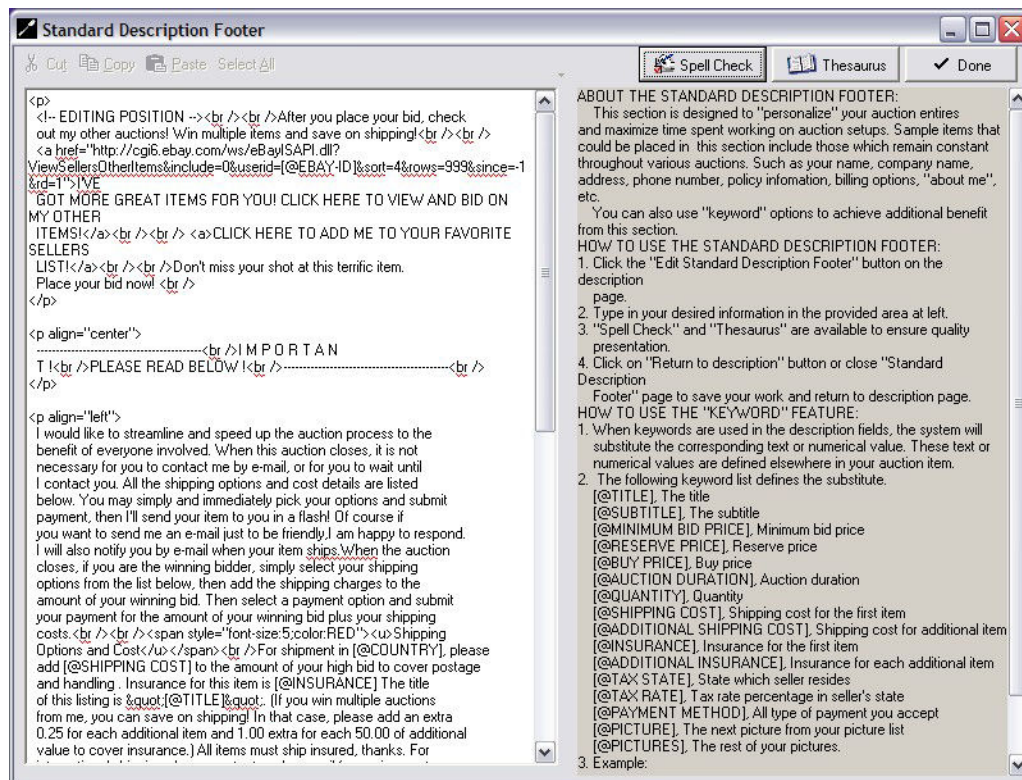 Standard Description Footer
Cut Copy Paste Select All
Spell Check Thesaurus Done
<p>
<!-- EDITING POSITION --><br /><br />After you place your bid, check
out my other auctions! Win multiple items and save on shipping!<br /><br />
<a href="http://cgi6.ebay.com/ws/eBayISAPI.dll?
ViewSellersOtherItems&include=0&userid=[@EBAY-ID]&sort=4&rows=999&since=-1
&rd=1">I'VE
GOT MORE GREAT ITEMS FOR YOU! CLICK HERE TO VIEW AND BID ON
MY OTHER
ITEMS!</a><br /><br /> <a>CLICK HERE TO ADD ME TO YOUR FAVORITE
SELLERS
LIST!</a><br /><br />Don't miss your shot at this terrific item.
Place your bid now! <br />
</p>
<p align="center">
-------------------------------------------<br />I M P O R T A N
T !<br />PLEASE READ BELOW !<br />-------------------------------------------<br />
</p>
<p align="left">
I would like to streamline and speed up the auction process to the
benefit of everyone involved. When this auction closes, it is not
necessary for you to contact me by e-mail, or for you to wait until
I contact you. All the shipping options and cost details are listed
below. You may simply and immediately pick your options and submit
payment, then I'll send your item to you in a flash! Of course if
you want to send me an e-mail just to be friendly,I am happy to respond.
I will also notify you by e-mail when your item ships.When the auction
closes, if you are the winning bidder, simply select your shipping
options from the list below, then add the shipping charges to the
amount of your winning bid. Then select a payment option and submit
your payment for the amount of your winning bid plus your shipping
costs.<br /><br /><span style="font-size:5;color:RED"><u>Shipping
Options and Cost</u></span><br />For shipment in [@COUNTRY], please
add [@SHIPPING COST] to the amount of your high bid to cover postage
and handling . Insurance for this item is [@INSURANCE] The title
of this listing is &quot;[@TITLE]&quot;. (If you win multiple auctions
from me, you can save on shipping! In that case, please add an extra
0.25 for each additional item and 1.00 extra for each 50.00 of additional
value to cover insurance.) All items must ship insured, thanks. For
ABOUT THE STANDARD DESCRIPTION FOOTER:
This section is designed to "personalize" your auction entires
and maximize time spent working on auction setups. Sample items that
could be placed in this section include those which remain constant
throughout various auctions. Such as your name, company name,
address, phone number, policy infomation, billing options, "about me",
etc.
You can also use "keyword" options to achieve additional benefit
from this section.
HOW TO USE THE STANDARD DESCRIPTION FOOTER:
1. Click the "Edit Standard Description Footer" button on the
description
page.
2. Type in your desired information in the provided area at left.
3. "Spell Check" and "Thesaurus" are available to ensure quality
presentation.
4. Click on "Return to description" button or close "Standard
Description
Footer" page to save your work and return to description page.
HOW TO USE THE "KEYWORD" FEATURE:
1. When keywords are used in the description fields, the system will
substitute the corresponding text or numerical value. These text or
numerical values are defined elsewhere in your auction item.
2. The following keyword list defines the substitute.
[@TITLE], The title
[@SUBTITLE], The subtitle
[@MINIMUM BID PRICE], Minimum bid price
[@RESERVE PRICE], Reserve price
[@BUY PRICE], Buy price
[@AUCTION DURATION], Auction duration
[@QUANTITY], Quantity
[@SHIPPING COST], Shipping cost for the first item
[@ADDITIONAL SHIPPING COST], Shipping cost for additional item
[@INSURANCE], Insurance for the first item
[@ADDITIONAL INSURANCE], Insurance for each additional item
[@TAX STATE], State which seller resides
[@TAX RATE], Tax rate percentage in seller's state
[@PAYMENT METHOD], All type of payment you accept
[@PICTURE], The next picture from your picture list
[@PICTURES], The rest of your pictures.
3. Example: